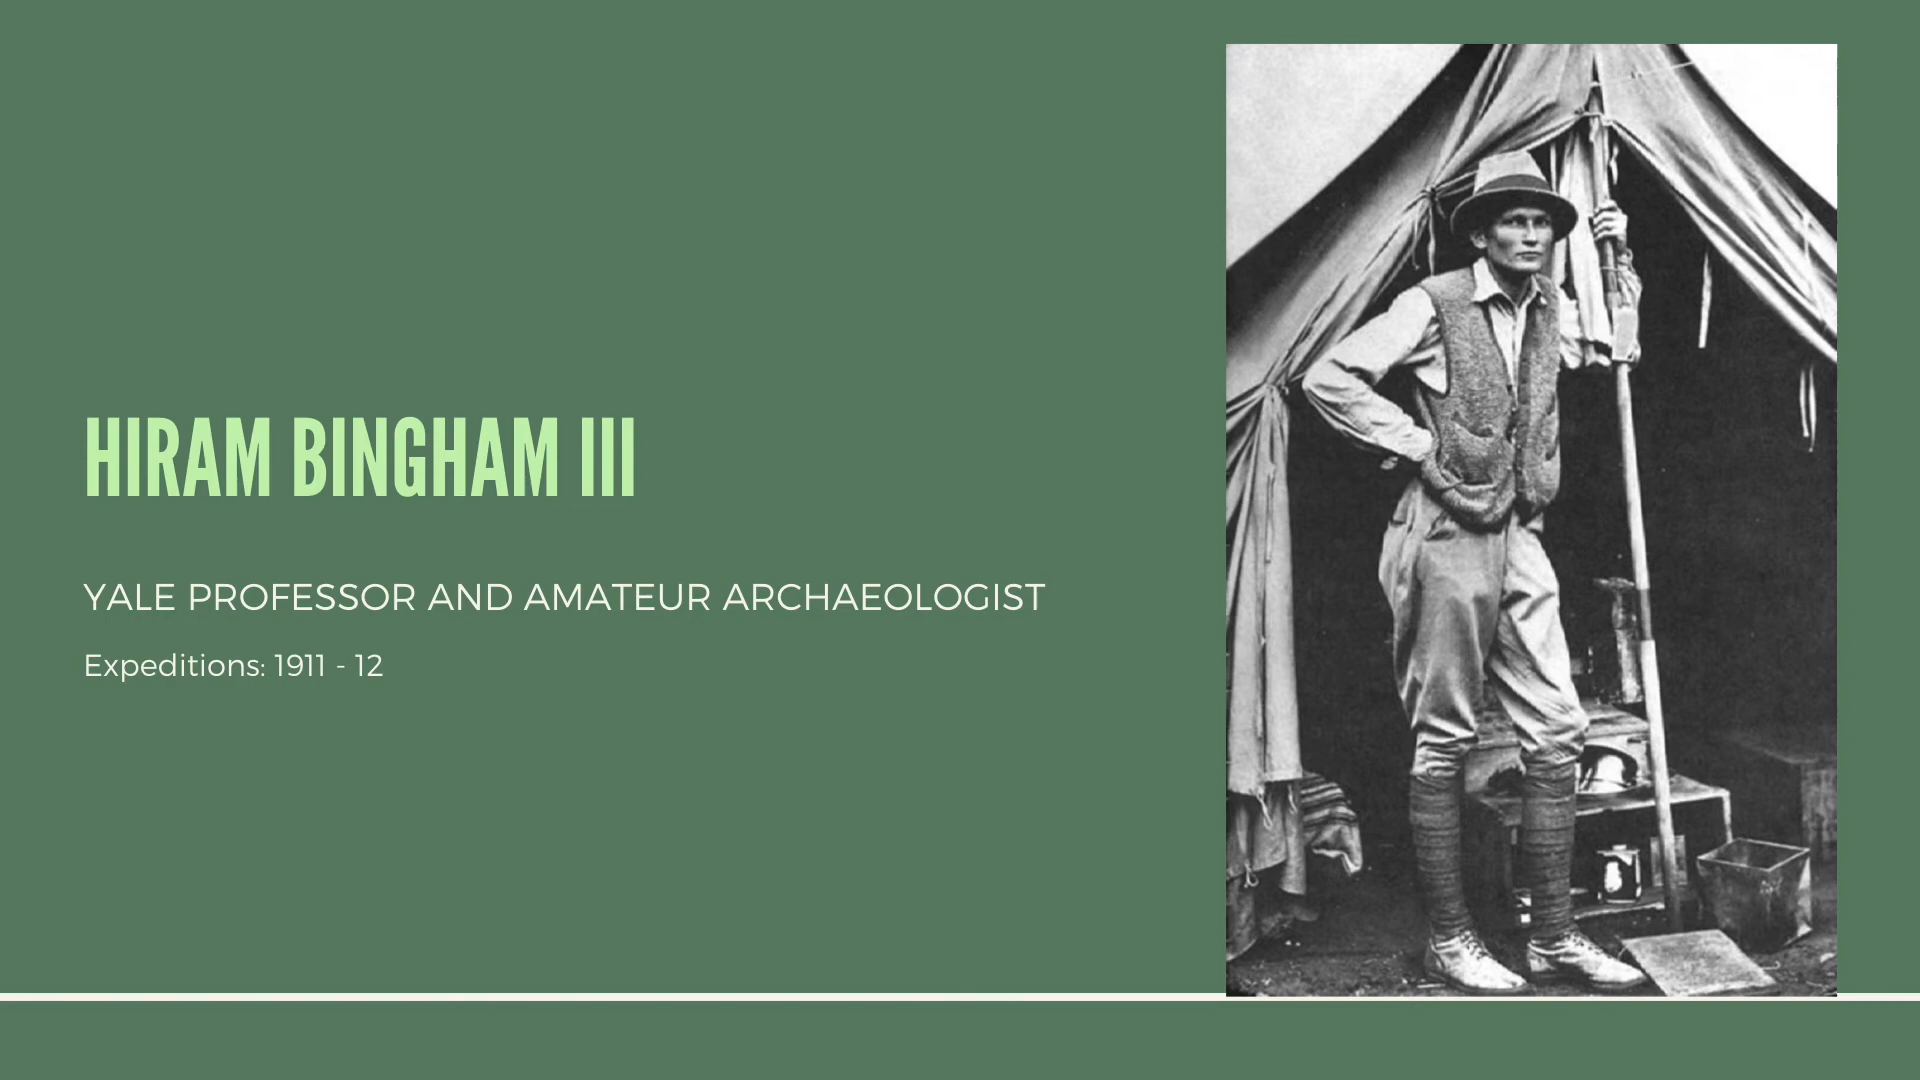 HIRAM BINGHAM III
YALE PROFESSOR AND AMATEUR ARCHAEOLOGIST
Expeditions: 1911 - 12